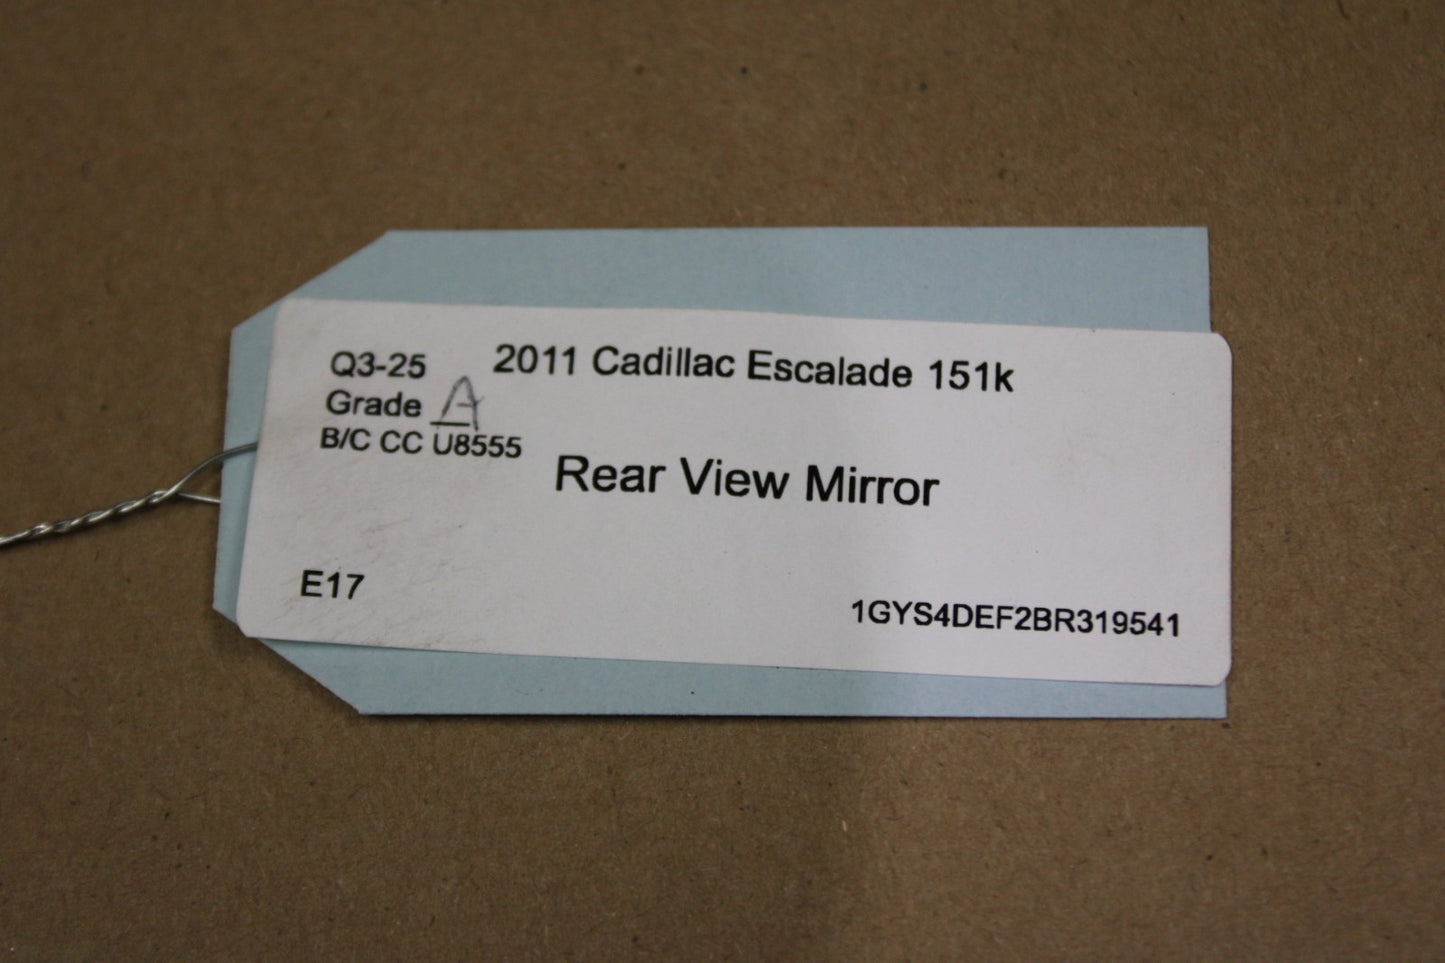 Q3-25
2011 Cadillac Escalade 151k
Grade A
B/C CC U8555
Rear View Mirror
E17
1GYS4DEF2BR319541